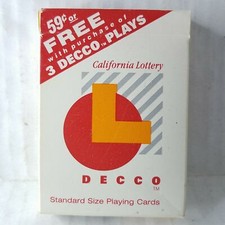 59¢ or
FREE
with purchase of
3 DECCO™ PLAYS
California Lottery
DECCO
TM
Standard Size Playing Cards